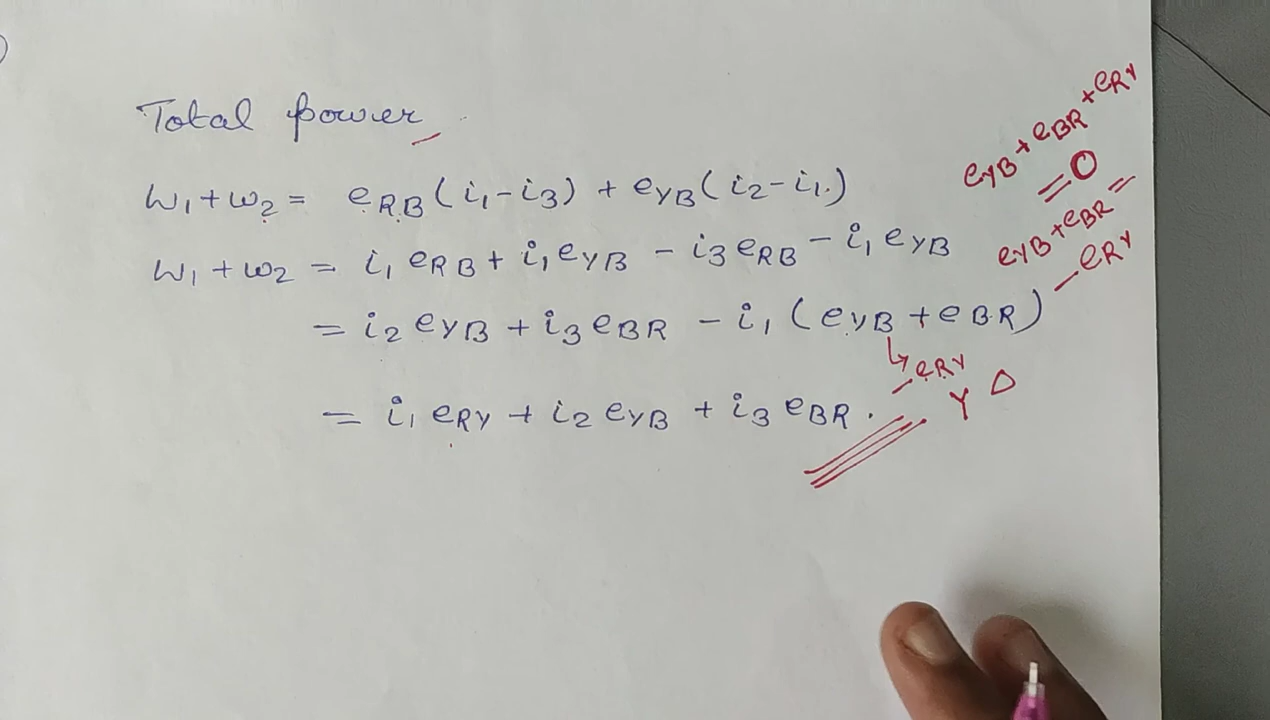 Total power
W₁ + W₂ = eRB (i₁ - i₃) + eYB (i₂ - i₁.)
W₁ + W₂ = i₁ eRB + i₁ eYB - i₃ eRB - i₁ eYB
= i₂ eYB + i₃ eBR - i₁ (eYB + eBR)
↳ - eRY
= i₁ eRY + i₂ eYB + i₃ eBR .
Y Δ
eYB + eBR + eRY
= 0
eYB + eBR =
- eRY